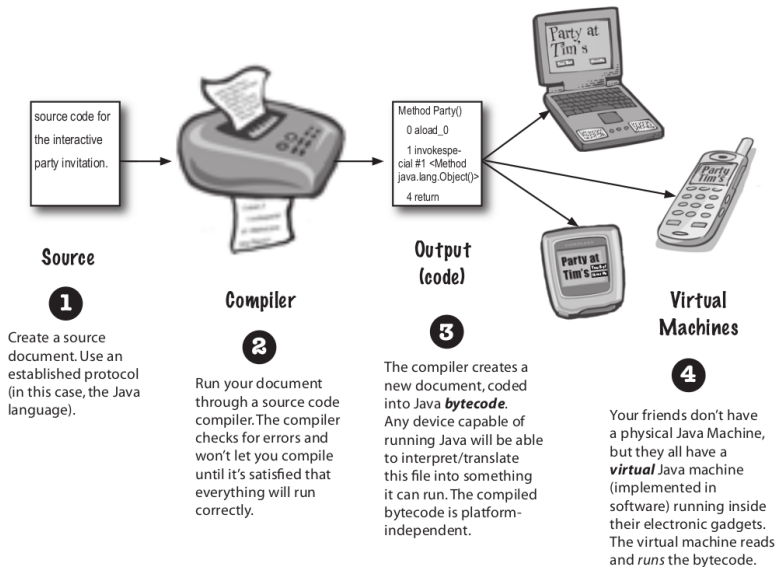 source code for
the interactive
party invitation.
Method Party()
0 aload_0
1 invokespe-
cial #1 <Method
java.lang.Object()>
4 return
Party at
Tim's
Party
Tim's
Party at
Tim's
Source
1
Create a source
document. Use an
established protocol
(in this case, the Java
language).
Compiler
2
Run your document
through a source code
compiler. The compiler
checks for errors and
won't let you compile
until it's satisfied that
everything will run
correctly.
Output
(code)
3
The compiler creates a
new document, coded
into Java bytecode.
Any device capable of
running Java will be able
to interpret/translate
this file into something
it can run. The compiled
bytecode is platform-
independent.
Virtual
Machines
4
Your friends don't have
a physical Java Machine,
but they all have a
virtual Java machine
(implemented in
software) running inside
their electronic gadgets.
The virtual machine reads
and runs the bytecode.